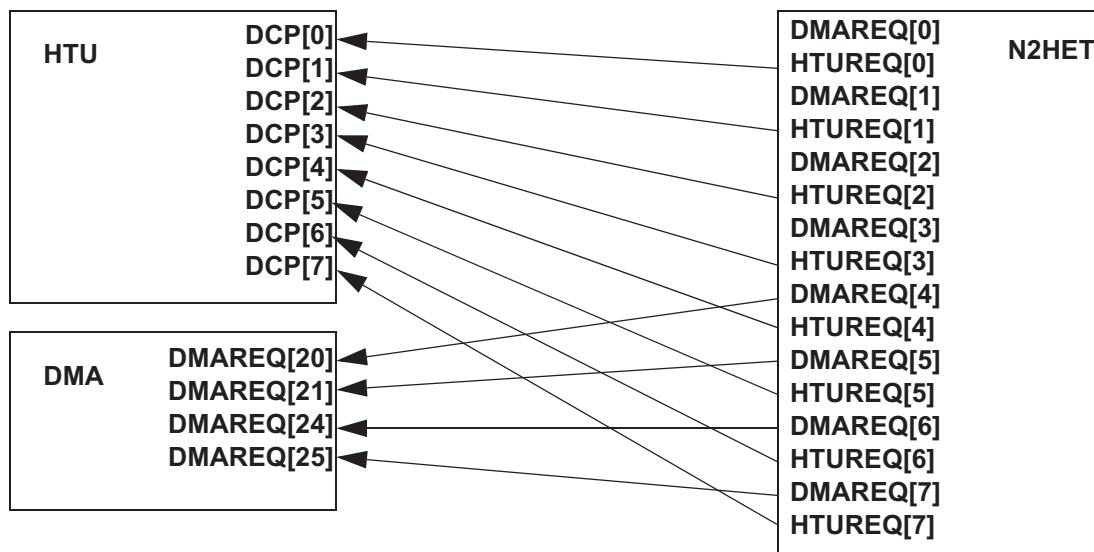 HTU
DCP[0]
DCP[1]
DCP[2]
DCP[3]
DCP[4]
DCP[5]
DCP[6]
DCP[7]
DMA
DMAREQ[20]
DMAREQ[21]
DMAREQ[24]
DMAREQ[25]
N2HET
DMAREQ[0]
HTUREQ[0]
DMAREQ[1]
HTUREQ[1]
DMAREQ[2]
HTUREQ[2]
DMAREQ[3]
HTUREQ[3]
DMAREQ[4]
HTUREQ[4]
DMAREQ[5]
HTUREQ[5]
DMAREQ[6]
HTUREQ[6]
DMAREQ[7]
HTUREQ[7]